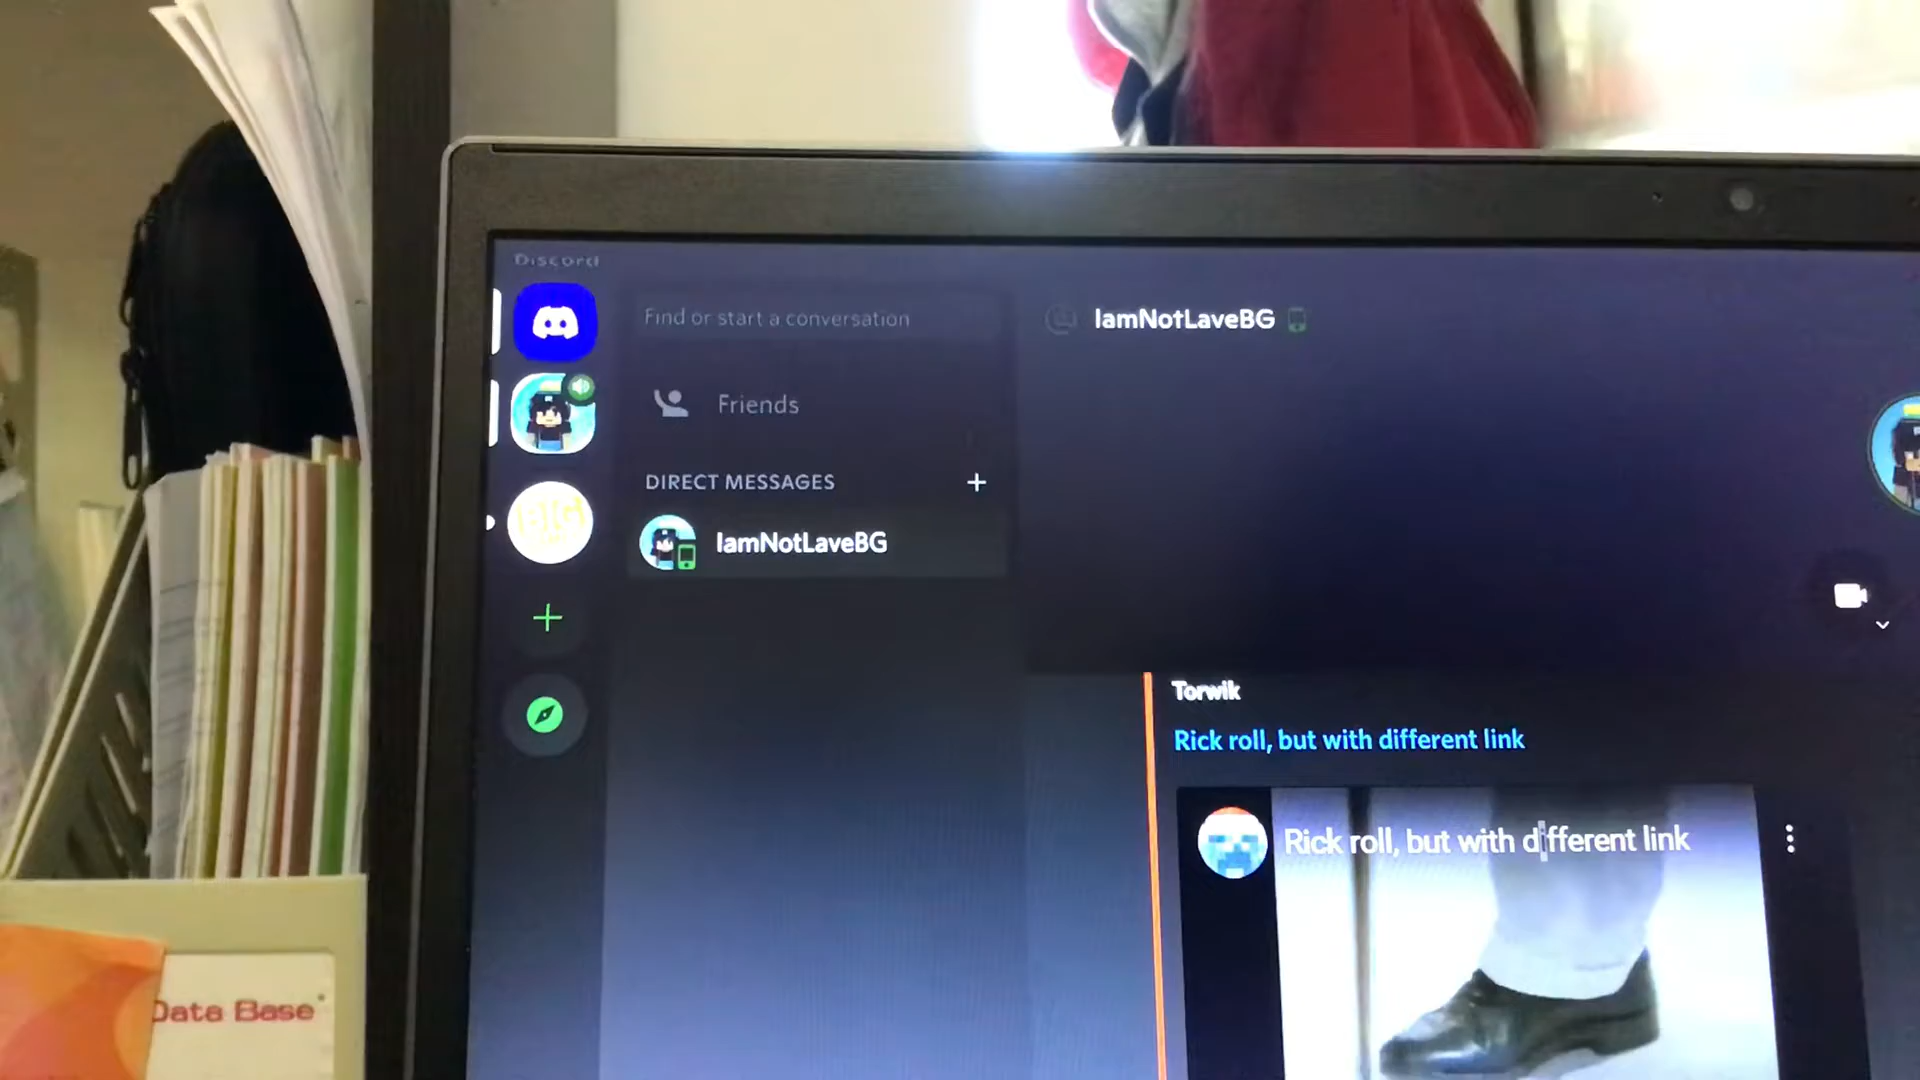 Discord
Find or start a conversation
IamNotLaveBG
Friends
DIRECT MESSAGES
IamNotLaveBG
BIG
Torwik
Rick roll, but with different link
Rick roll, but with different link
Data Base